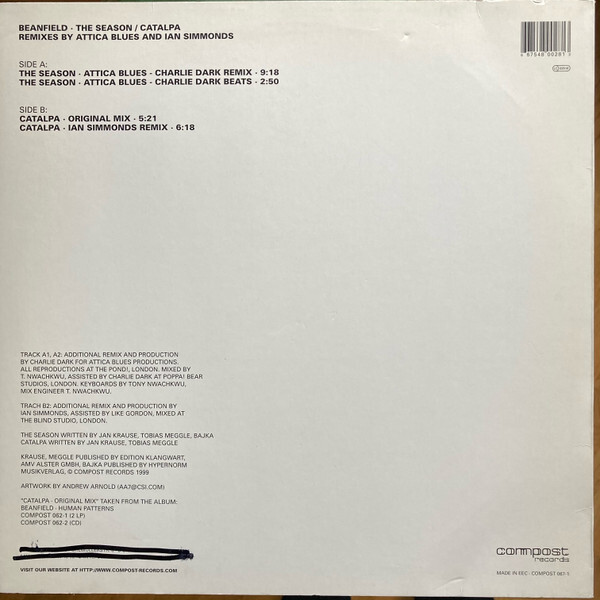 BEANFIELD · THE SEASON / CATALPA
REMIXES BY ATTICA BLUES AND IAN SIMMONDS
SIDE A:
THE SEASON · ATTICA BLUES - CHARLIE DARK REMIX · 9:18
THE SEASON · ATTICA BLUES - CHARLIE DARK BEATS · 2:50
SIDE B:
CATALPA · ORIGINAL MIX · 5:21
CATALPA · IAN SIMMONDS REMIX · 6:18
TRACK A1, A2: ADDITIONAL REMIX AND PRODUCTION
BY CHARLIE DARK FOR ATTICA BLUES PRODUCTIONS.
ALL REPRODUCTIONS AT THE POND!, LONDON. MIXED BY
T. NWACHKWU, ASSISTED BY CHARLIE DARK AT POPPA! BEAR
STUDIOS, LONDON. KEYBOARDS BY TONY NWACHKWU,
MIX ENGINEER T. NWACHKWU.
TRACH B2: ADDITIONAL REMIX AND PRODUCTION BY
IAN SIMMONDS, ASSISTED BY LIKE GORDON, MIXED AT
THE BLIND STUDIO, LONDON.
THE SEASON WRITTEN BY JAN KRAUSE, TOBIAS MEGGLE, BAJKA
CATALPA WRITTEN BY JAN KRAUSE, TOBIAS MEGGLE
KRAUSE, MEGGLE PUBLISHED BY EDITION KLANGWART,
AMV ALSTER GMBH, BAJKA PUBLISHED BY HYPERNORM
MUSIKVERLAG, © COMPOST RECORDS 1999
ARTWORK BY ANDREW ARNOLD (AA7@CSI.COM)
"CATALPA - ORIGINAL MIX" TAKEN FROM THE ALBUM:
BEANFIELD - HUMAN PATTERNS
COMPOST 062-1 (2 LP)
COMPOST 062-2 (CD)
VISIT OUR WEBSITE AT HTTP://WWW.COMPOST-RECORDS.COM
compost
records
MADE IN EEC · COMPOST 067-1